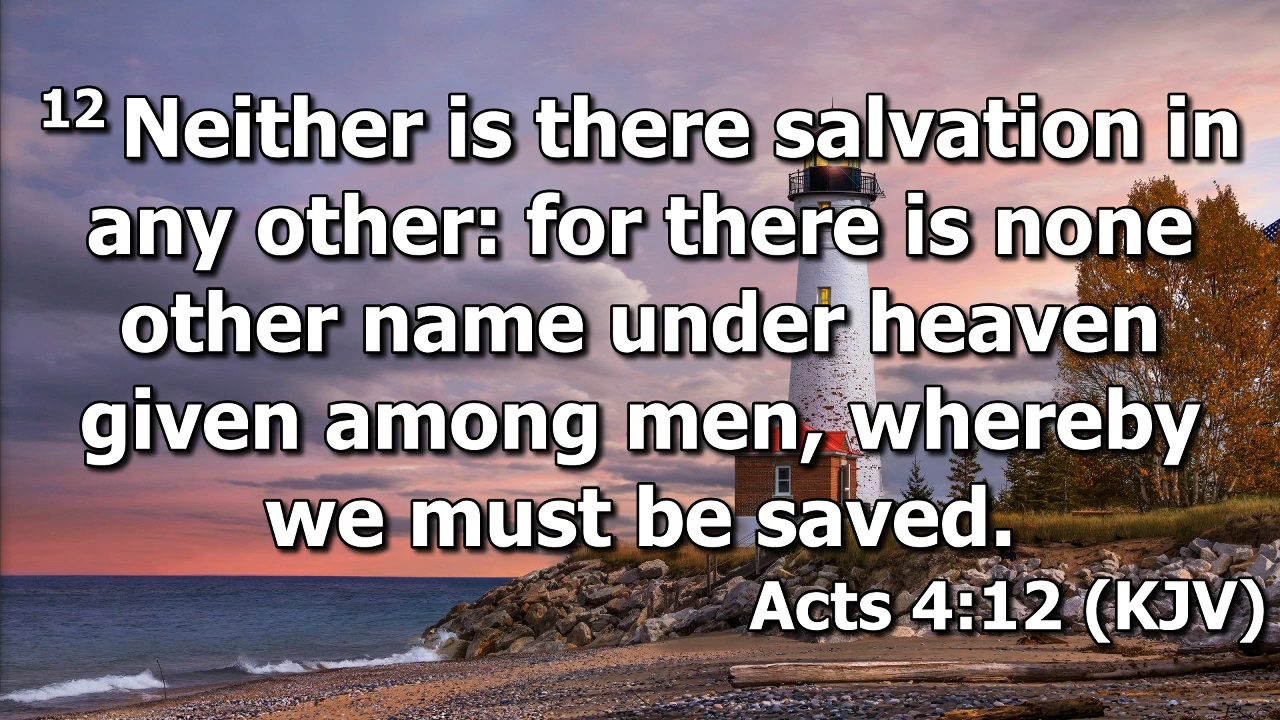 12 Neither is there salvation in
any other: for there is none
other name under heaven
given among men, whereby
we must be saved.
Acts 4:12 (KJV)